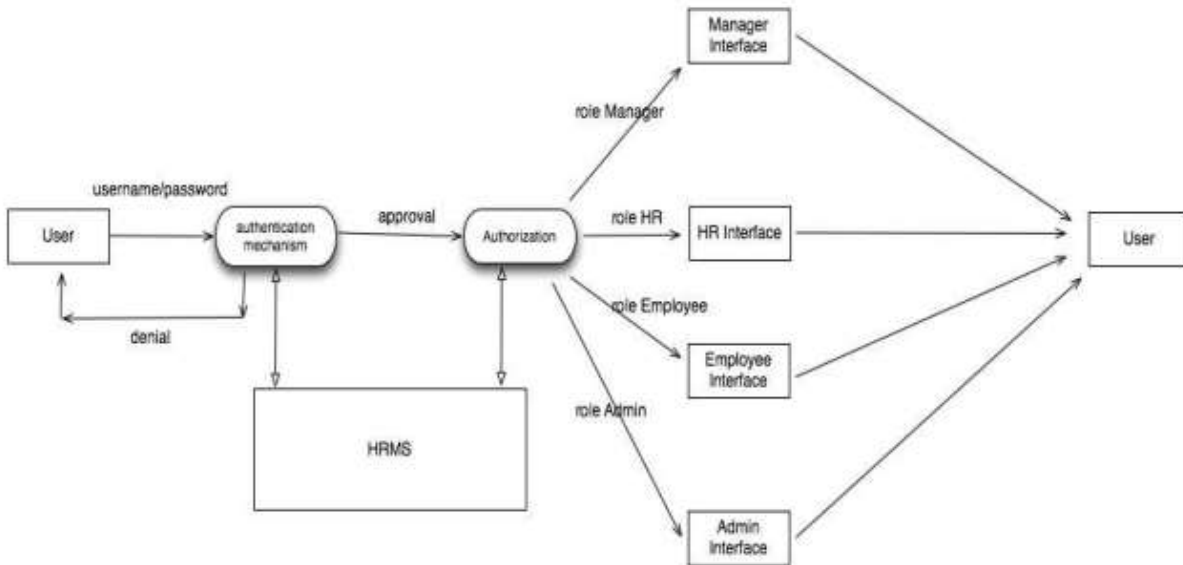 Manager
Interface
role Manager
username/password
User
authentication
mechanism
approval
Authorization
role HR
HR Interface
User
denial
role Employee
Employee
Interface
HRMS
role Admin
Admin
Interface